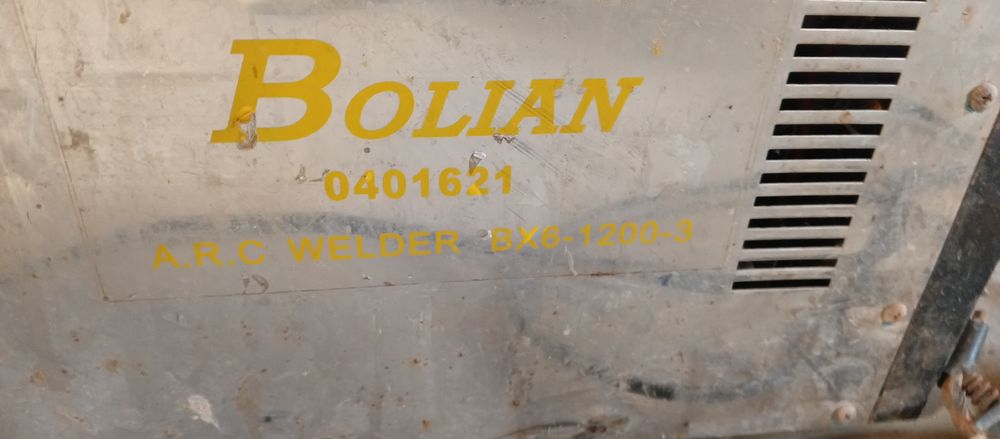 BOLIAN
0401621
A.R.C WELDER BX6-1200-3